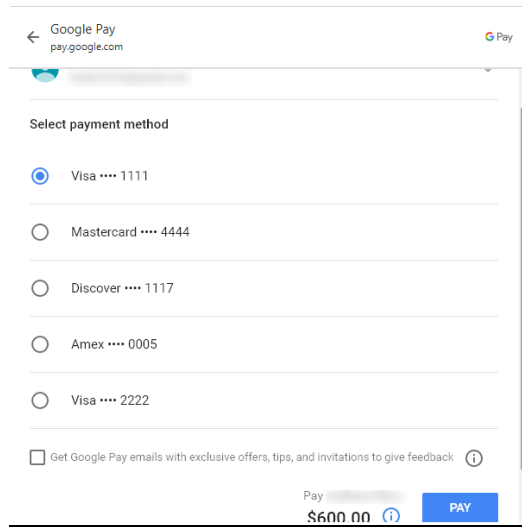 Google Pay
pay.google.com
G Pay
Select payment method
Visa •••• 1111
Mastercard •••• 4444
Discover •••• 1117
Amex •••• 0005
Visa •••• 2222
Get Google Pay emails with exclusive offers, tips, and invitations to give feedback
Pay
$600.00
PAY